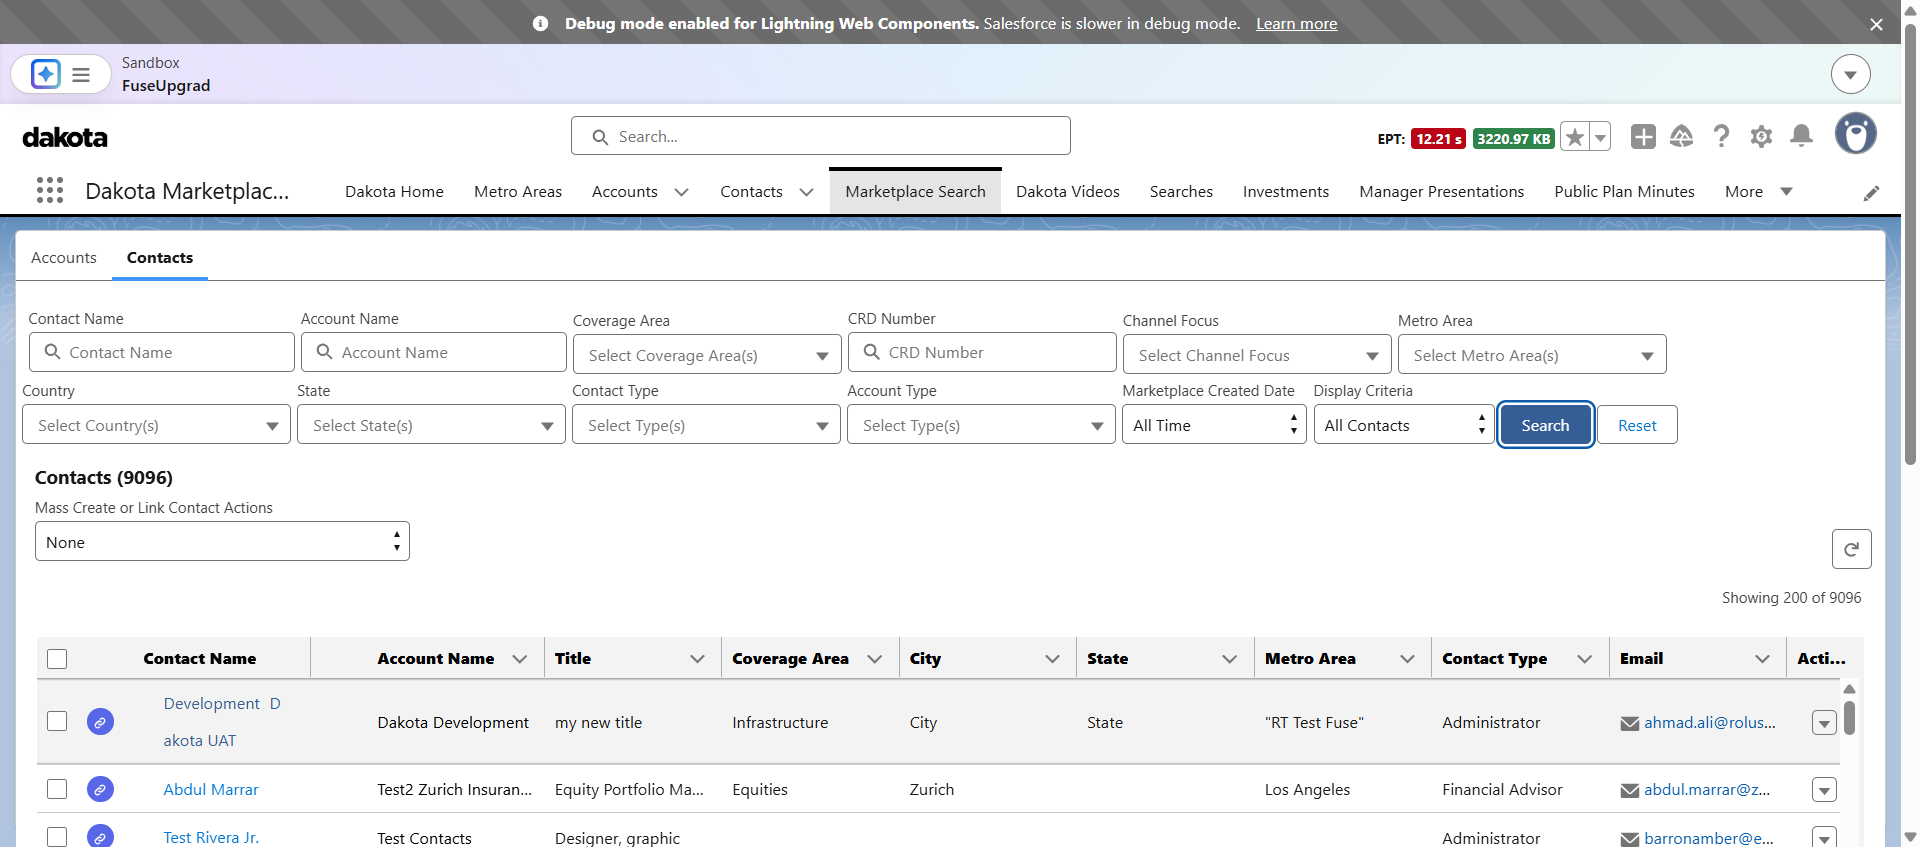 Debug mode enabled for Lightning Web Components. Salesforce is slower in debug mode. Learn more
Sandbox
FuseUpgrad
dakota
Search...
EPT: 12.21 s 3220.97 KB
Dakota Marketplac...
Dakota Home
Metro Areas
Accounts
Contacts
Marketplace Search
Dakota Videos
Searches
Investments
Manager Presentations
Public Plan Minutes
More
Accounts
Contacts
Contact Name
Account Name
Coverage Area
CRD Number
Channel Focus
Metro Area
Contact Name
Account Name
Select Coverage Area(s)
CRD Number
Select Channel Focus
Select Metro Area(s)
Country
State
Contact Type
Account Type
Marketplace Created Date
Display Criteria
Select Country(s)
Select State(s)
Select Type(s)
Select Type(s)
All Time
All Contacts
Search
Reset
Contacts (9096)
Mass Create or Link Contact Actions
None
Showing 200 of 9096
Contact Name
Account Name
Title
Coverage Area
City
State
Metro Area
Contact Type
Email
Acti...
Development D
akota UAT
Dakota Development
my new title
Infrastructure
City
State
"RT Test Fuse"
Administrator
ahmad.ali@rolus...
Abdul Marrar
Test2 Zurich Insuran...
Equity Portfolio Ma...
Equities
Zurich
Los Angeles
Financial Advisor
abdul.marrar@z...
Test Rivera Jr.
Test Contacts
Designer, graphic
Administrator
barronamber@e...